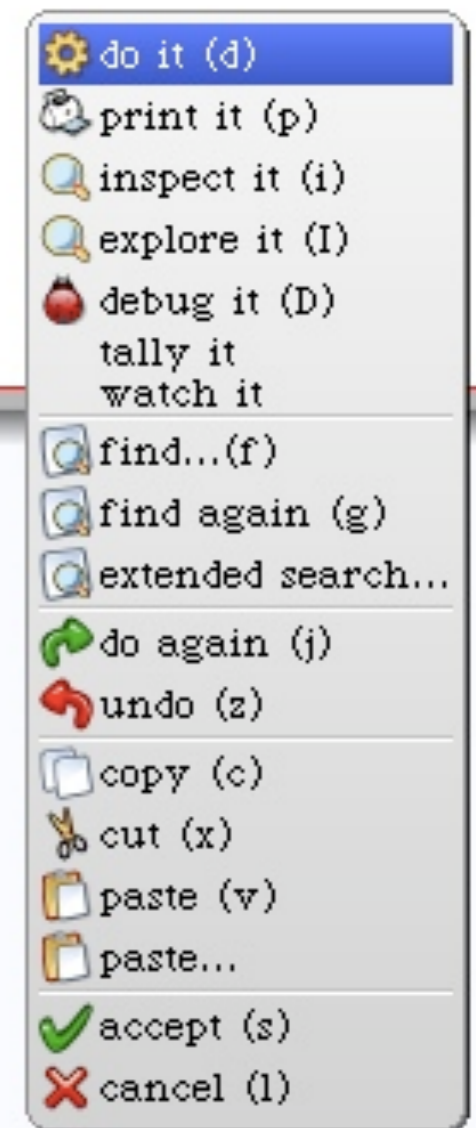 do it (d)
print it (p)
inspect it (i)
explore it (I)
debug it (D)
tally it
watch it
find...(f)
find again (g)
extended search...
do again (j)
undo (z)
copy (c)
cut (x)
paste (v)
paste...
accept (s)
cancel (l)